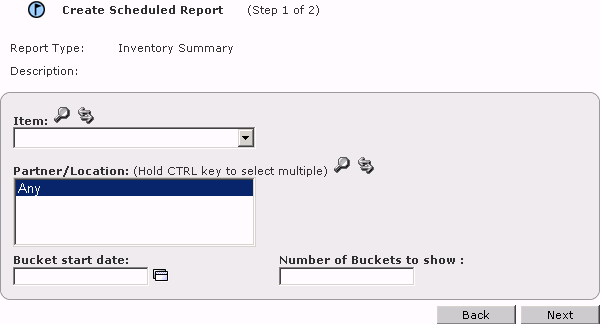 Create Scheduled Report (Step 1 of 2)
Report Type: Inventory Summary
Description:
Item:
Partner/Location: (Hold CTRL key to select multiple)
Any
Bucket start date: Number of Buckets to show :
Back Next